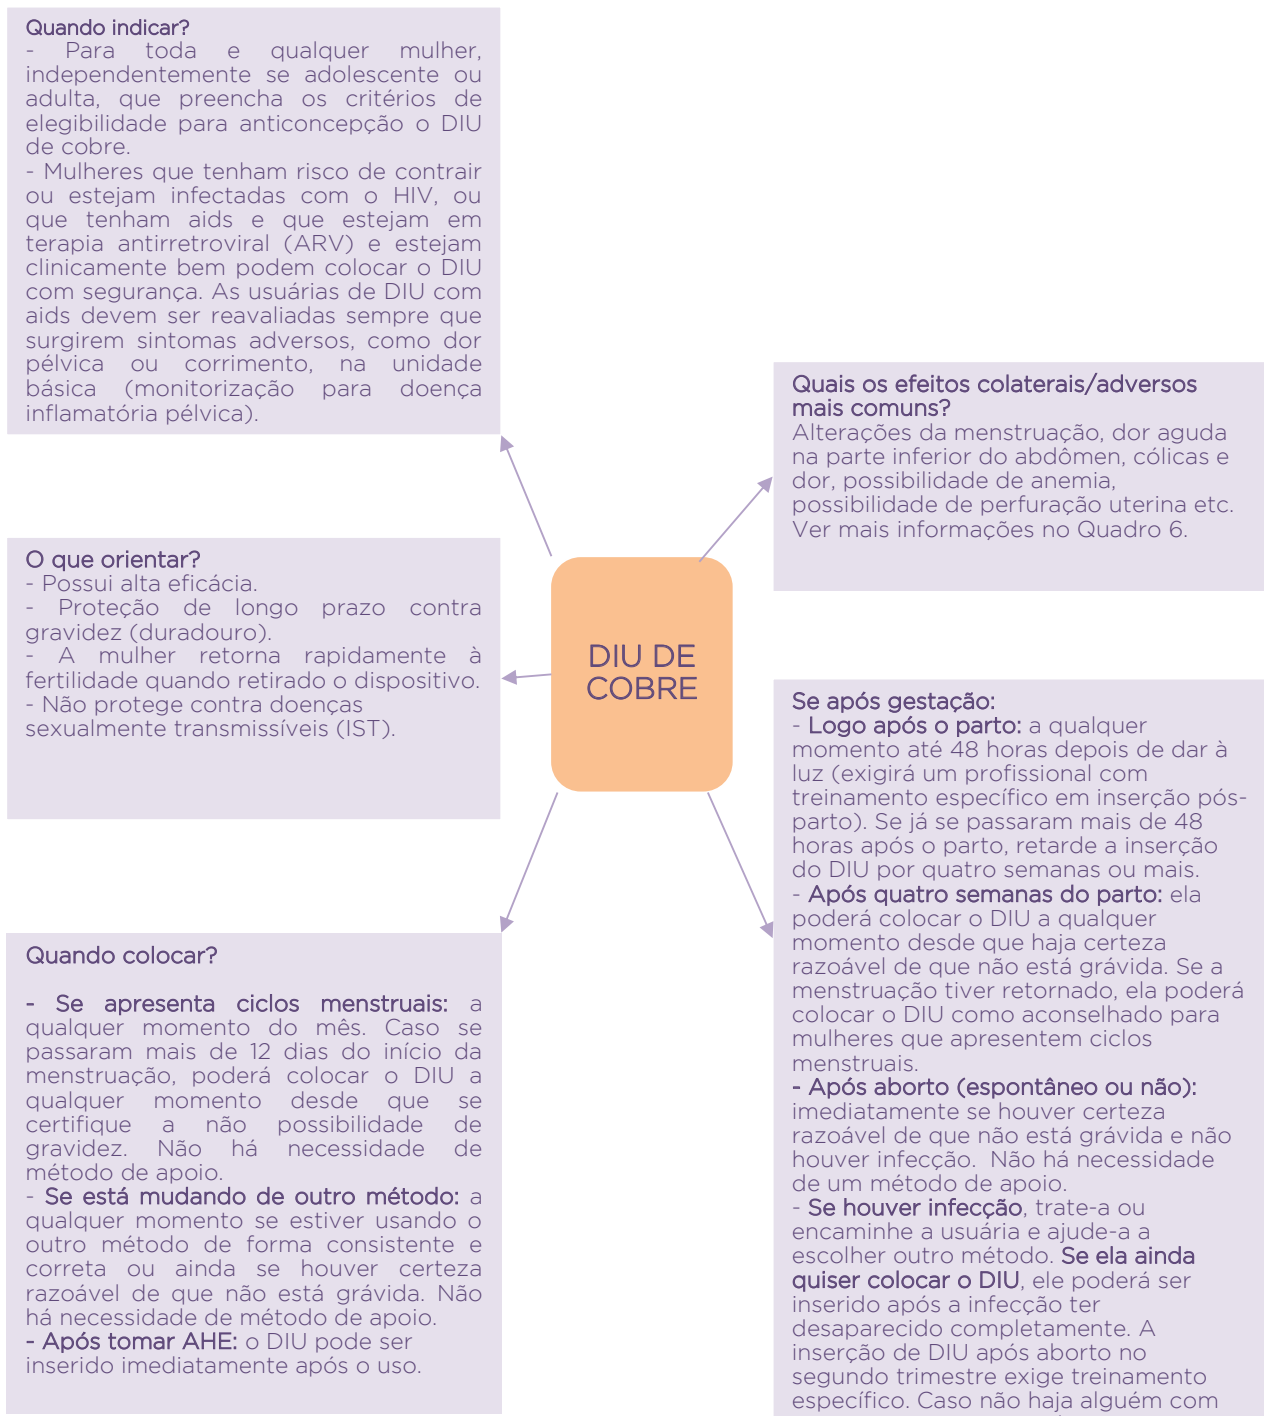 Quando indicar?
- Para toda e qualquer mulher,
independentemente se adolescente ou
adulta, que preencha os critérios de
elegibilidade para anticoncepção o DIU
de cobre.
- Mulheres que tenham risco de contrair
ou estejam infectadas com o HIV, ou
que tenham aids e que estejam em
terapia antirretroviral (ARV) e estejam
clinicamente bem podem colocar o DIU
com segurança. As usuárias de DIU com
aids devem ser reavaliadas sempre que
surgirem sintomas adversos, como dor
pélvica ou corrimento, na unidade
básica (monitorização para doença
inflamatória pélvica).
O que orientar?
- Possui alta eficácia.
- Proteção de longo prazo contra
gravidez (duradouro).
- A mulher retorna rapidamente à
fertilidade quando retirado o dispositivo.
- Não protege contra doenças
sexualmente transmissíveis (IST).
Quando colocar?
- Se apresenta ciclos menstruais: a
qualquer momento do mês. Caso se
passaram mais de 12 dias do início da
menstruação, poderá colocar o DIU a
qualquer momento desde que se
certifique a não possibilidade de
gravidez. Não há necessidade de
método de apoio.
- Se está mudando de outro método: a
qualquer momento se estiver usando o
outro método de forma consistente e
correta ou ainda se houver certeza
razoável de que não está grávida. Não
há necessidade de método de apoio.
- Após tomar AHE: o DIU pode ser
inserido imediatamente após o uso.
DIU DE
COBRE
Quais os efeitos colaterais/adversos
mais comuns?
Alterações da menstruação, dor aguda
na parte inferior do abdômen, cólicas e
dor, possibilidade de anemia,
possibilidade de perfuração uterina etc.
Ver mais informações no Quadro 6.
Se após gestação:
- Logo após o parto: a qualquer
momento até 48 horas depois de dar à
luz (exigirá um profissional com
treinamento específico em inserção pós-
parto). Se já se passaram mais de 48
horas após o parto, retarde a inserção
do DIU por quatro semanas ou mais.
- Após quatro semanas do parto: ela
poderá colocar o DIU a qualquer
momento desde que haja certeza
razoável de que não está grávida. Se a
menstruação tiver retornado, ela poderá
colocar o DIU como aconselhado para
mulheres que apresentem ciclos
menstruais.
- Após aborto (espontâneo ou não):
imediatamente se houver certeza
razoável de que não está grávida e não
houver infecção. Não há necessidade
de um método de apoio.
- Se houver infecção, trate-a ou
encaminhe a usuária e ajude-a a
escolher outro método. Se ela ainda
quiser colocar o DIU, ele poderá ser
inserido após a infecção ter
desaparecido completamente. A
inserção de DIU após aborto no
segundo trimestre exige treinamento
específico. Caso não haja alguém com